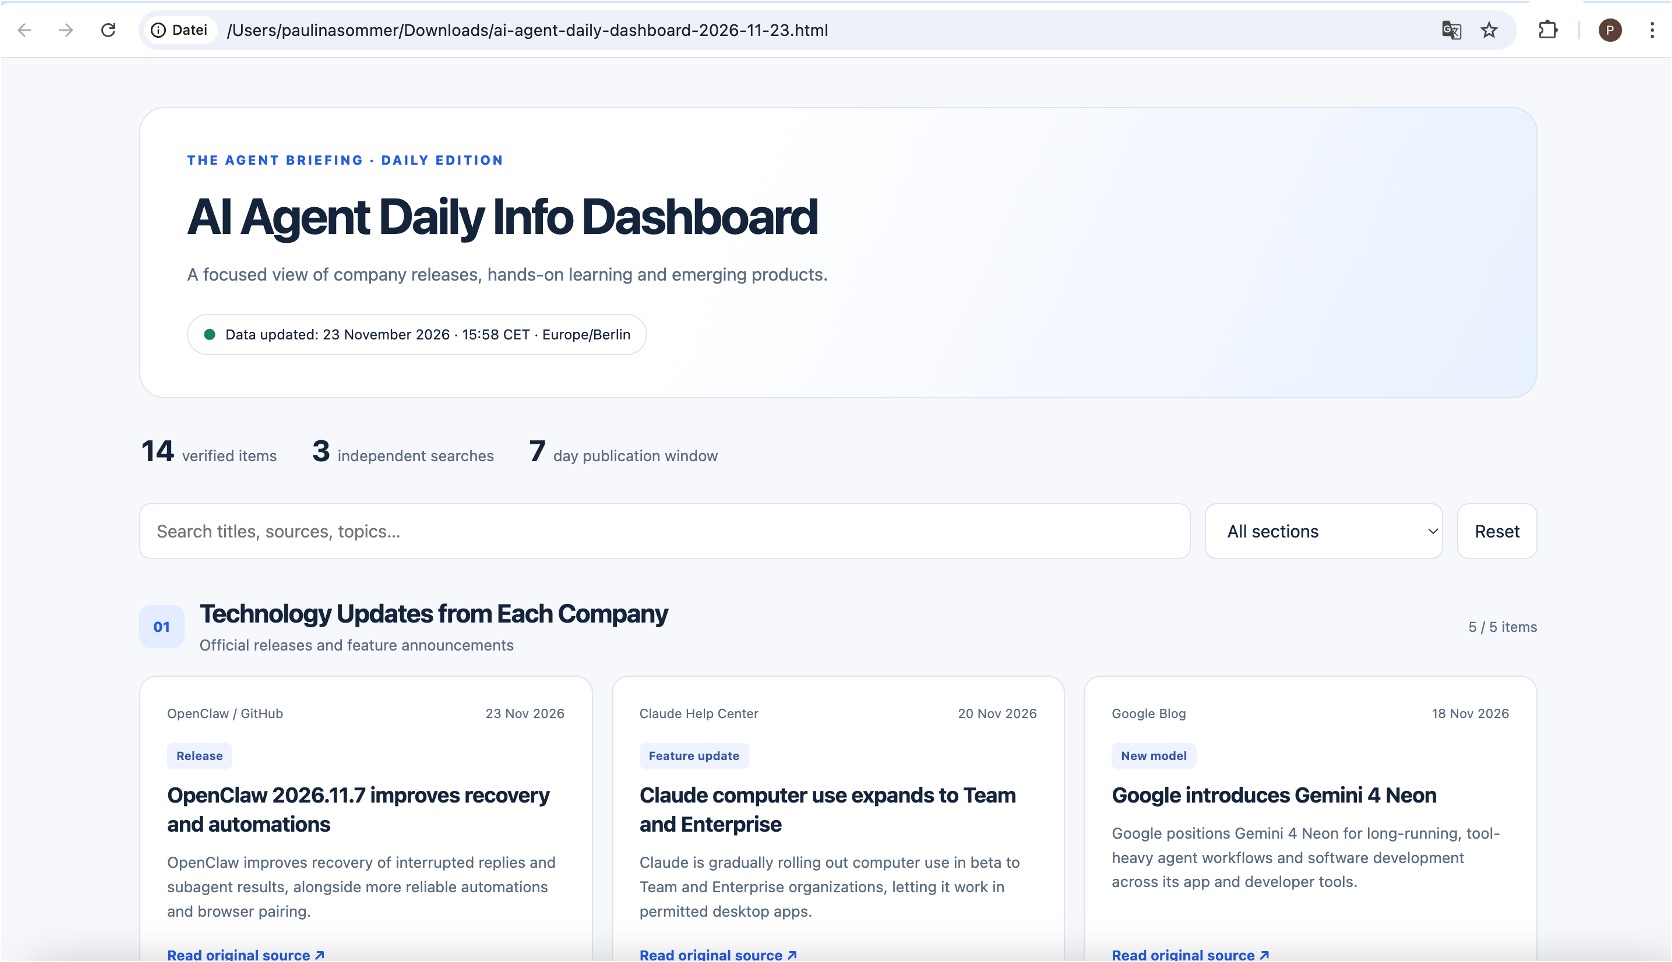 Datei /Users/paulinasommer/Downloads/ai-agent-daily-dashboard-2026-11-23.html
P
THE AGENT BRIEFING · DAILY EDITION
AI Agent Daily Info Dashboard
A focused view of company releases, hands-on learning and emerging products.
Data updated: 23 November 2026 · 15:58 CET · Europe/Berlin
14 verified items 3 independent searches 7 day publication window
Search titles, sources, topics...
All sections
Reset
01
Technology Updates from Each Company
Official releases and feature announcements
5 / 5 items
OpenClaw / GitHub 23 Nov 2026
Release
OpenClaw 2026.11.7 improves recovery
and automations
OpenClaw improves recovery of interrupted replies and
subagent results, alongside more reliable automations
and browser pairing.
Read original source ↗
Claude Help Center 20 Nov 2026
Feature update
Claude computer use expands to Team
and Enterprise
Claude is gradually rolling out computer use in beta to
Team and Enterprise organizations, letting it work in
permitted desktop apps.
Read original source ↗
Google Blog 18 Nov 2026
New model
Google introduces Gemini 4 Neon
Google positions Gemini 4 Neon for long-running, tool-
heavy agent workflows and software development
across its app and developer tools.
Read original source ↗